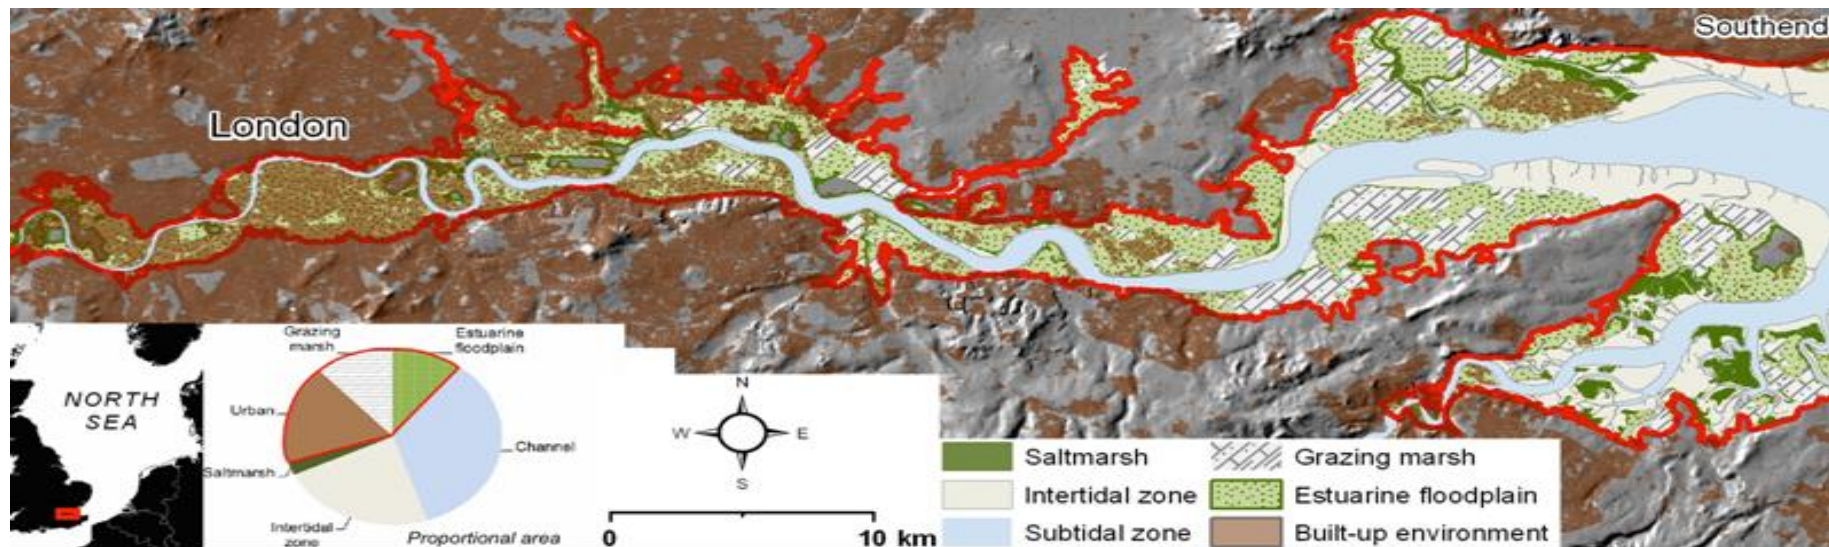 Southend
London
NORTH
SEA
Grazing
marsh
Estuarine
floodplain
Urban
Channel
Saltmarsh
Intertidal
zone
Proportional area
N
W
E
S
0
10 km
Saltmarsh
Grazing marsh
Intertidal zone
Estuarine floodplain
Subtidal zone
Built-up environment